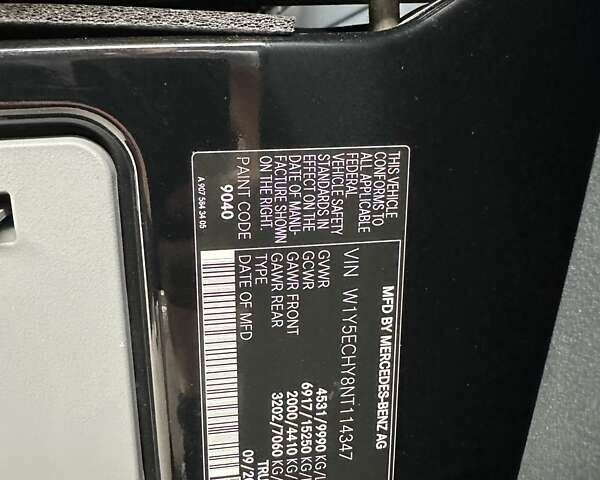 MFD BY MERCEDES-BENZ AG
VIN W1Y5ECHY8NT114347
THIS VEHICLE
CONFORMS TO
ALL APPLICABLE
FEDERAL
VEHICLE SAFETY
STANDARDS IN
EFFECT ON THE
DATE OF MANU-
FACTURE SHOWN
ON THE RIGHT.
PAINT CODE
9040
GVWR 4531/9990 KG/L
GCWR 6917/15250 KG/
GAWR FRONT 2000/4410 KG/
GAWR REAR 3202/7060 KG/
TYPE TRU
DATE OF MFD 09/20
A 907 584 34 05